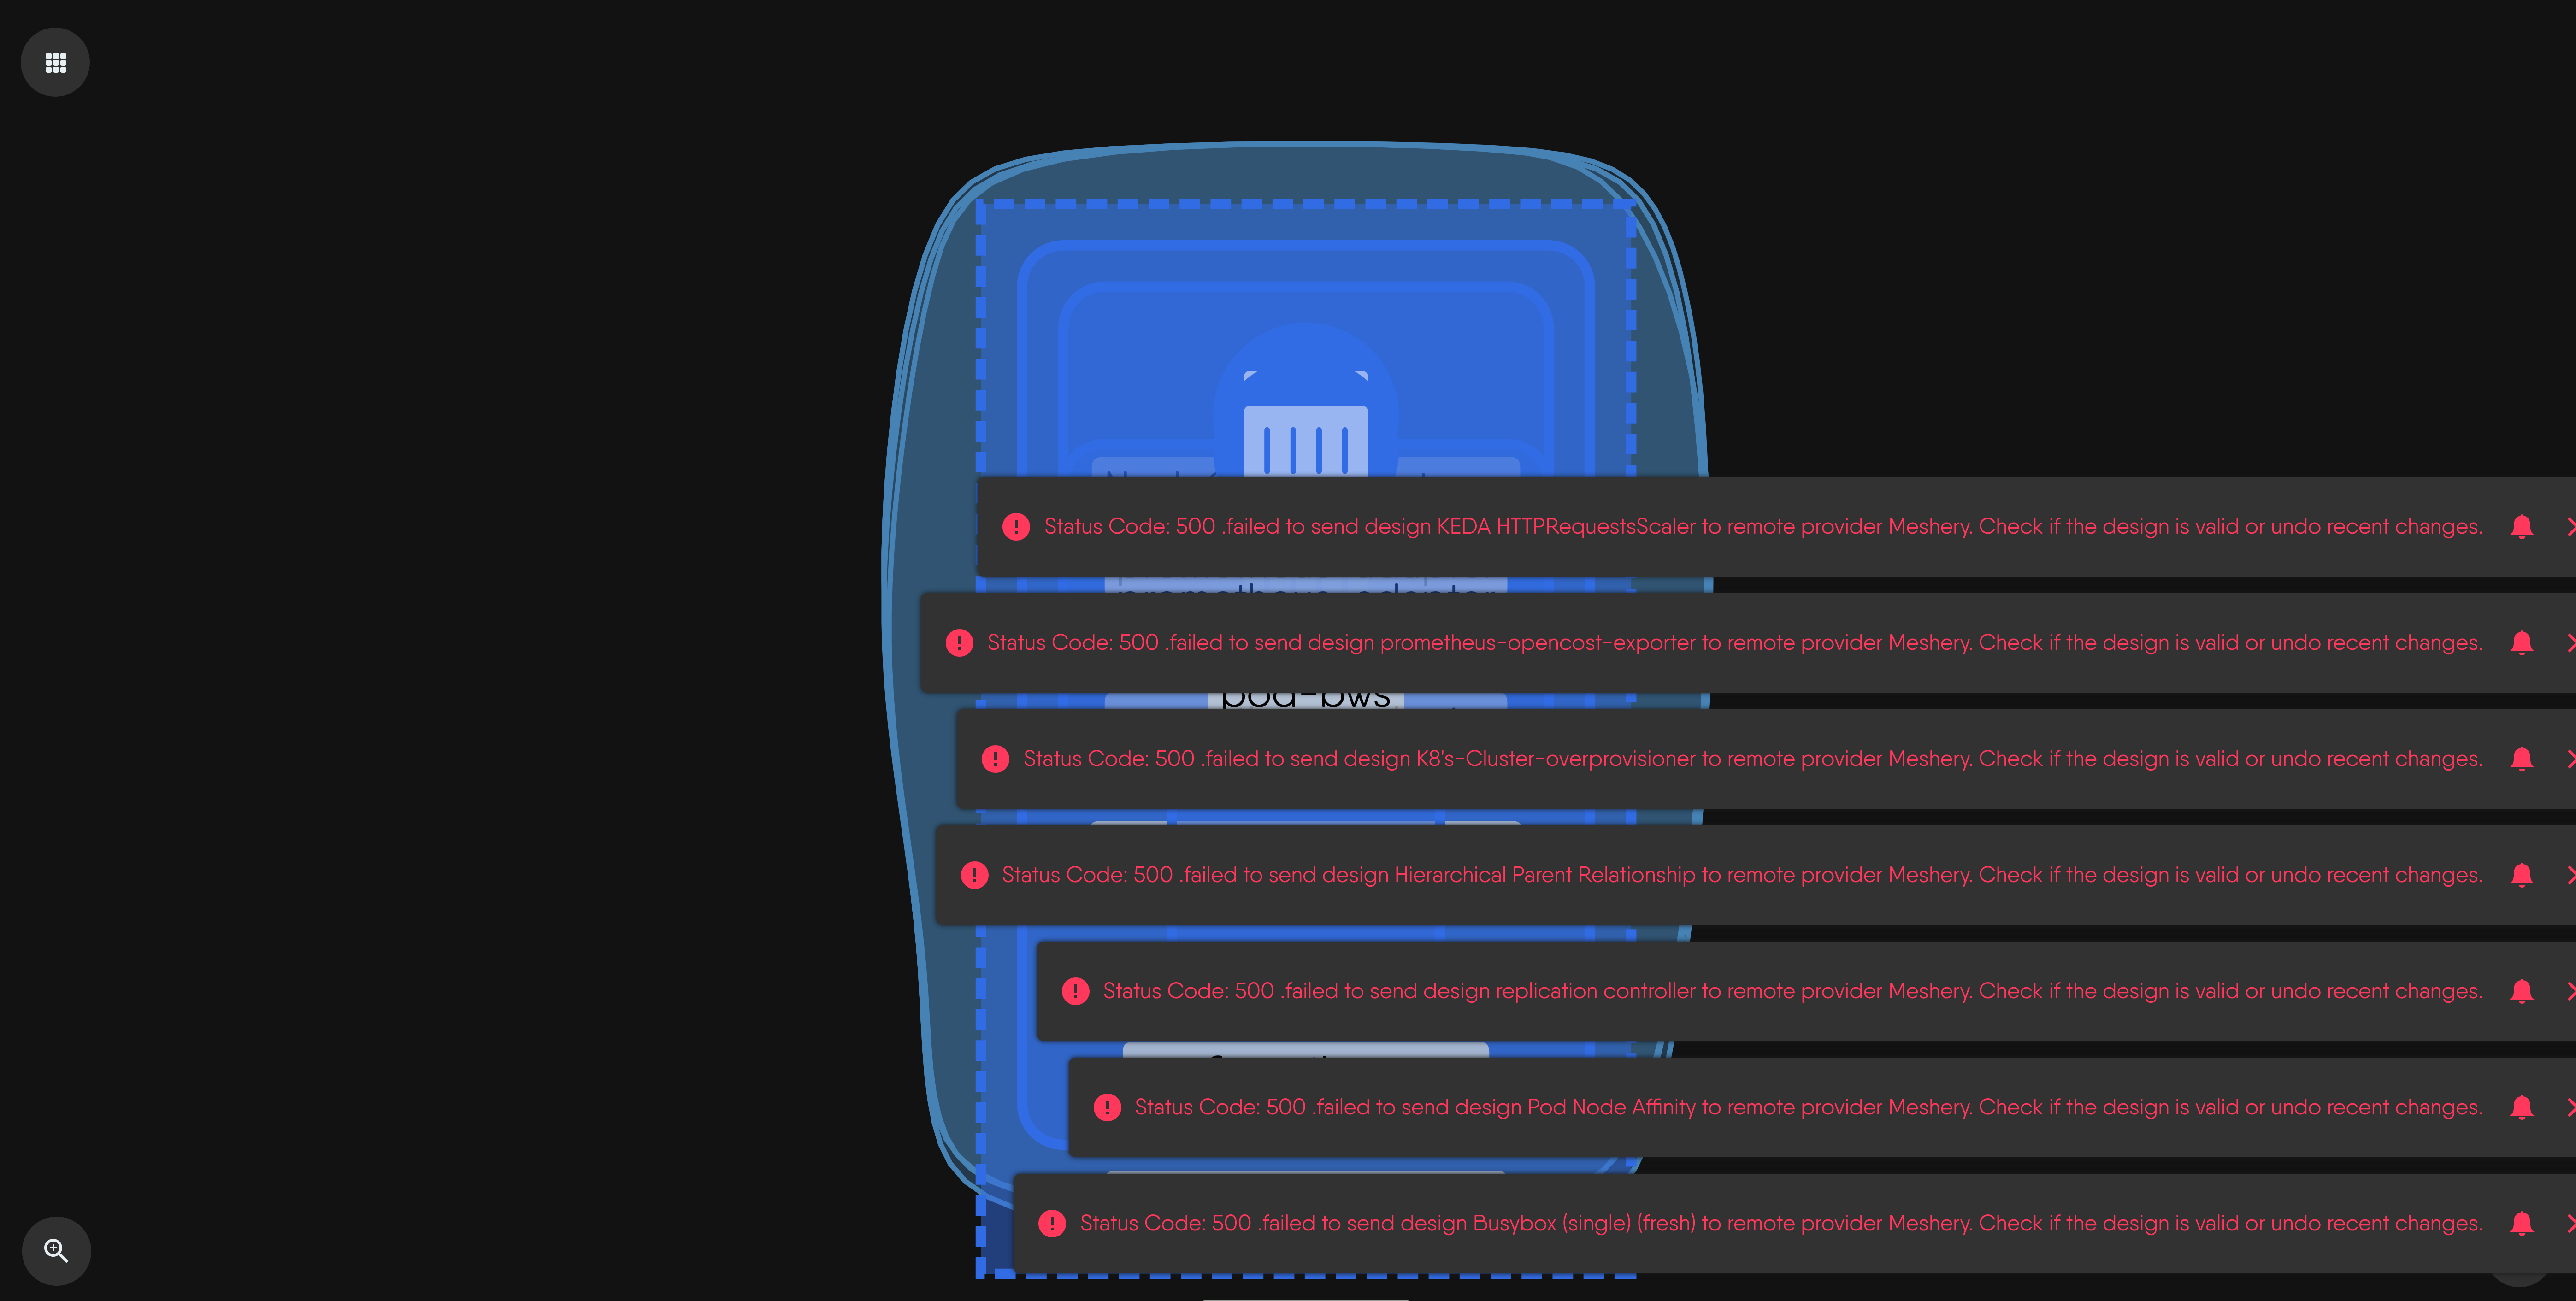 Status Code: 500 .failed to send design KEDA HTTPRequestsScaler to remote provider Meshery. Check if the design is valid or undo recent changes.
prometheus-adapter
Status Code: 500 .failed to send design prometheus-opencost-exporter to remote provider Meshery. Check if the design is valid or undo recent changes.
pod-bws
Status Code: 500 .failed to send design K8's-Cluster-overprovisioner to remote provider Meshery. Check if the design is valid or undo recent changes.
Status Code: 500 .failed to send design Hierarchical Parent Relationship to remote provider Meshery. Check if the design is valid or undo recent changes.
Status Code: 500 .failed to send design replication controller to remote provider Meshery. Check if the design is valid or undo recent changes.
Status Code: 500 .failed to send design Pod Node Affinity to remote provider Meshery. Check if the design is valid or undo recent changes.
Status Code: 500 .failed to send design Busybox (single) (fresh) to remote provider Meshery. Check if the design is valid or undo recent changes.